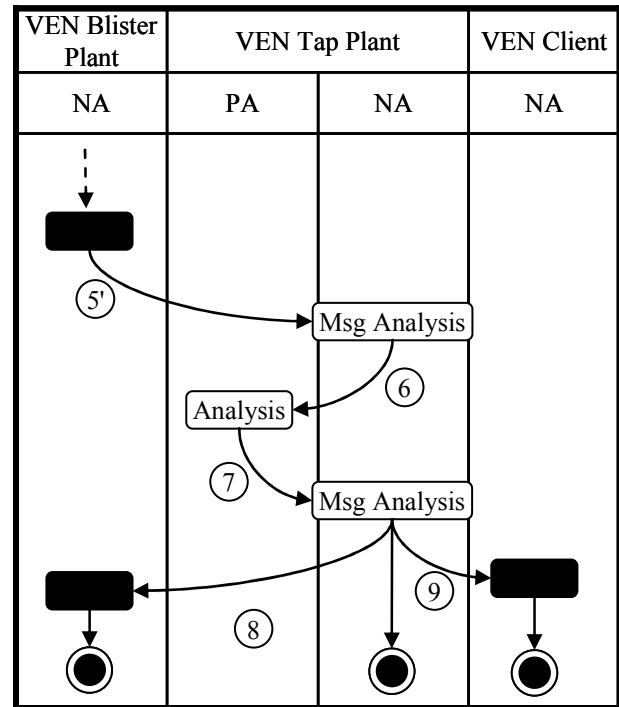 VEN Blister
Plant
VEN Tap Plant
VEN Client
NA
PA
NA
NA
5'
Msg Analysis
6
Analysis
7
Msg Analysis
9
8